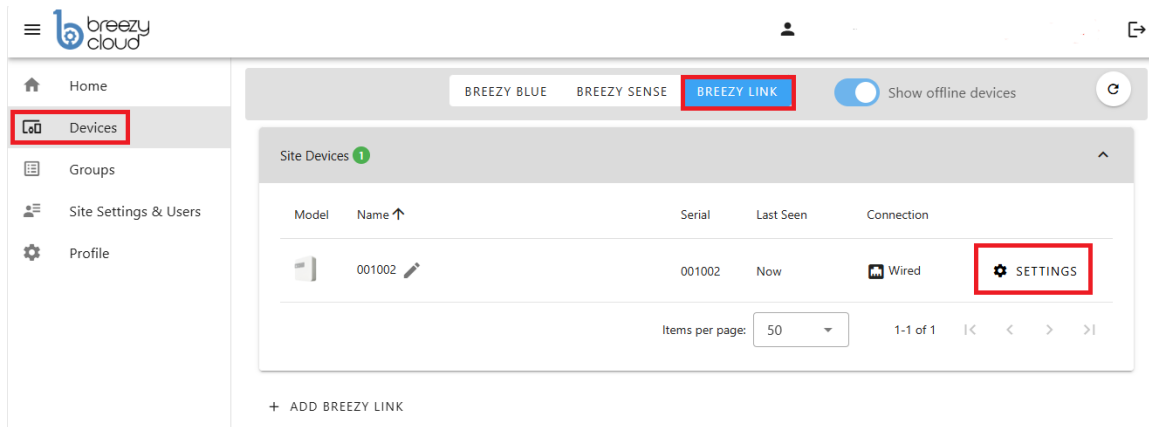 breezy
cloud
Home
Devices
Groups
Site Settings & Users
Profile
BREEZY BLUE BREEZY SENSE BREEZY LINK Show offline devices
Site Devices 1
Model Name Serial Last Seen Connection
001002 001002 Now Wired SETTINGS
Items per page: 50 1-1 of 1
+ ADD BREEZY LINK